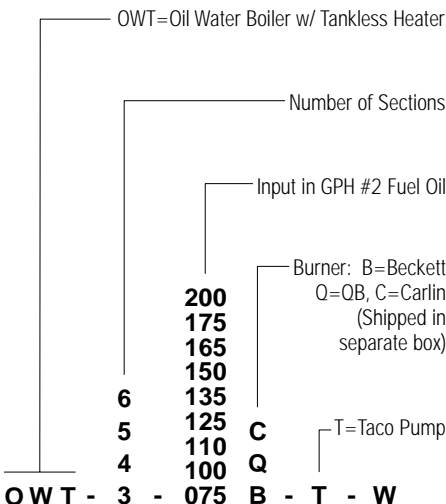 OWT=Oil Water Boiler w/ Tankless Heater
Number of Sections
Input in GPH #2 Fuel Oil
Burner: B=Beckett
Q=QB, C=Carlin
(Shipped in
separate box)
200
175
165
150
135
125
110
100
6
5
4
C
Q
T=Taco Pump
OWT - 3 - 075 B - T - W